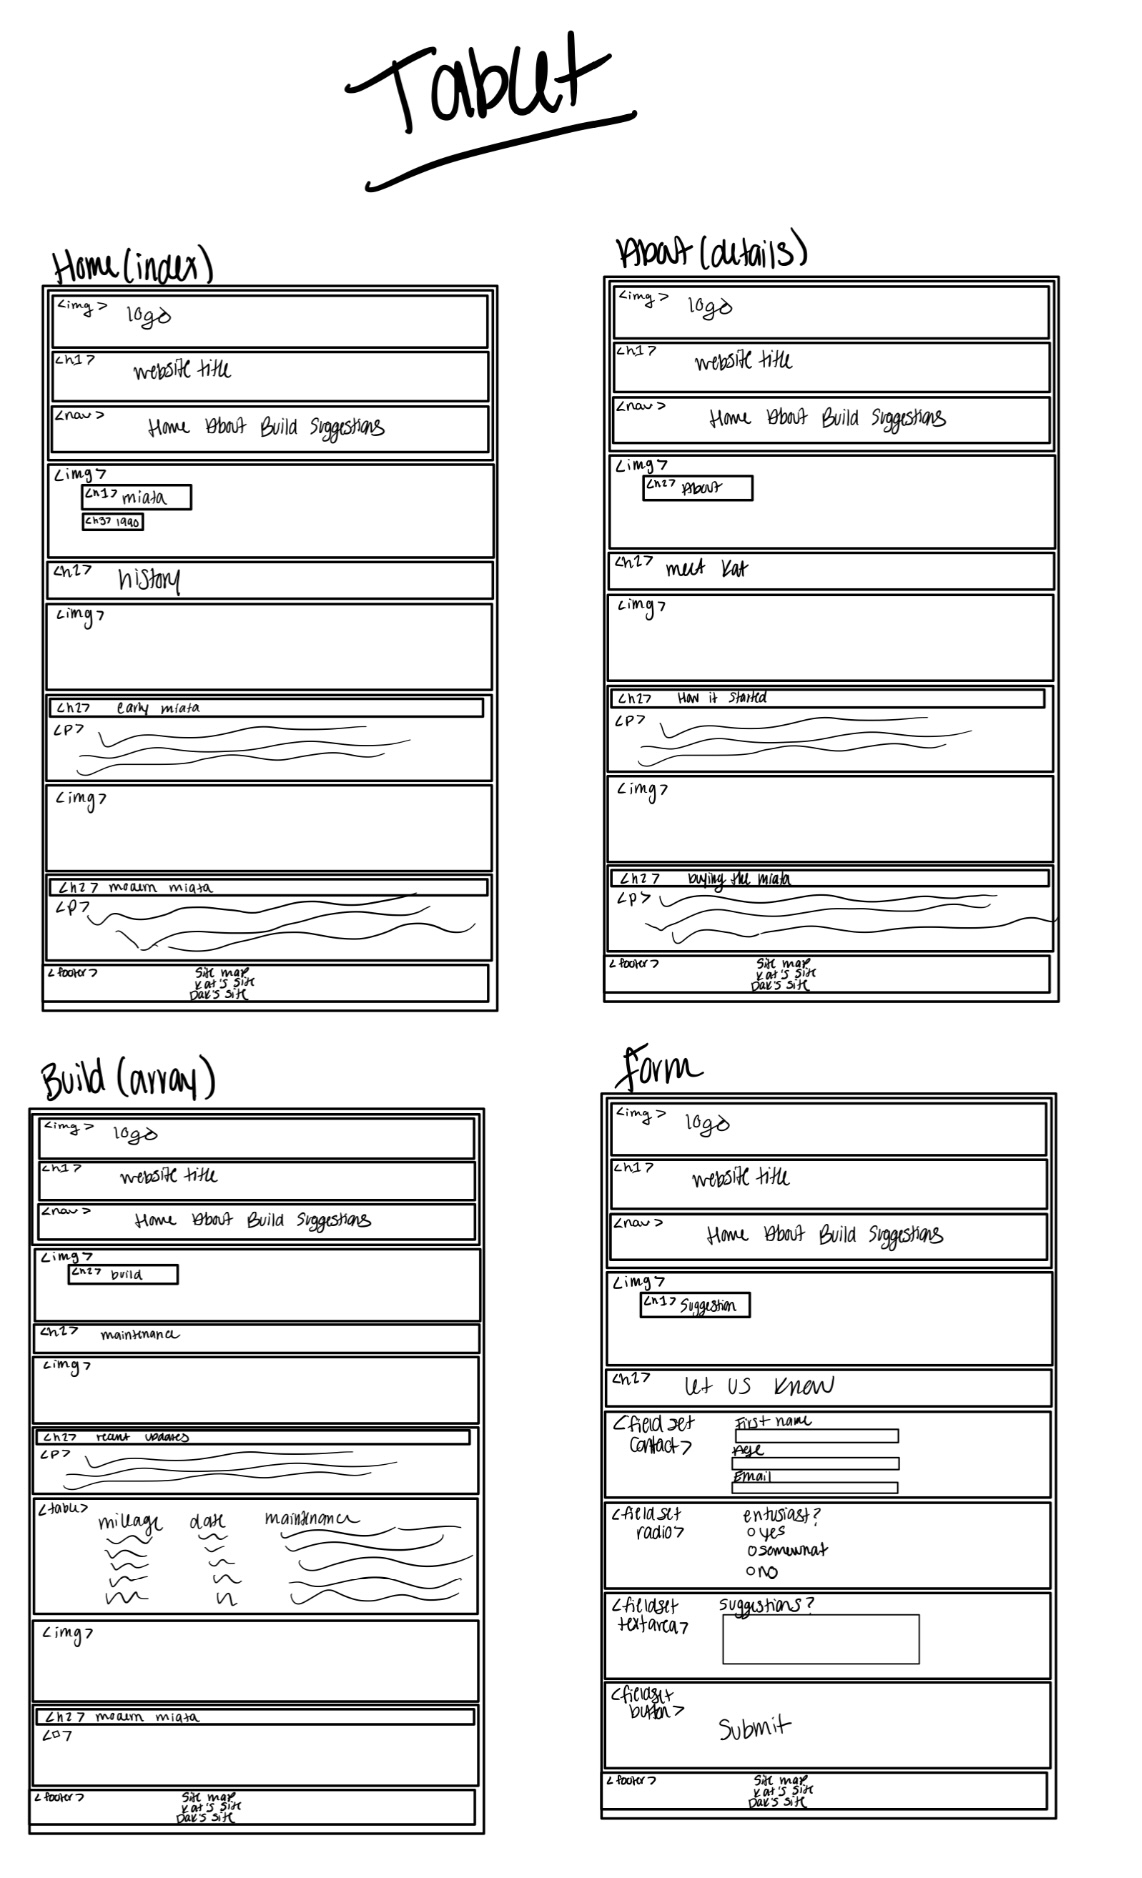 Tablet
Home (index)
<img> logo
<h1> website title
<nav> Home About Build Suggestions
<img>
<h1> miata
<h3> 1990
<h2> history
<img>
<h2> early miata
<p>
<img>
<h2> modern miata
<p>
<footer> Site map
Kat's Site
Dak's Site
About (details)
<img> logo
<h1> website title
<nav> Home About Build Suggestions
<img>
<h2> About
<h2> meet Kat
<img>
<h2> How it started
<p>
<img>
<h2> buying the miata
<p>
<footer> Site map
Kat's Site
Dak's Site
Build (array)
<img> logo
<h1> website title
<nav> Home About Build Suggestions
<img>
<h2> build
<h2> maintenance
<img>
<h2> recent updates
<p>
<table> mileage date maintenance
<img>
<h2> modern miata
<p>
<footer> Site map
Kat's Site
Dak's Site
Form
<img> logo
<h1> website title
<nav> Home About Build Suggestions
<img>
<h1> Suggestion
<h2> let us know
<field set First name
contact> Age
Email
<field set entusiast?
radio> yes
somewhat
no
<fieldset suggestions?
textarea>
<fieldset
button> Submit
<footer> Site map
Kat's Site
Dak's Site